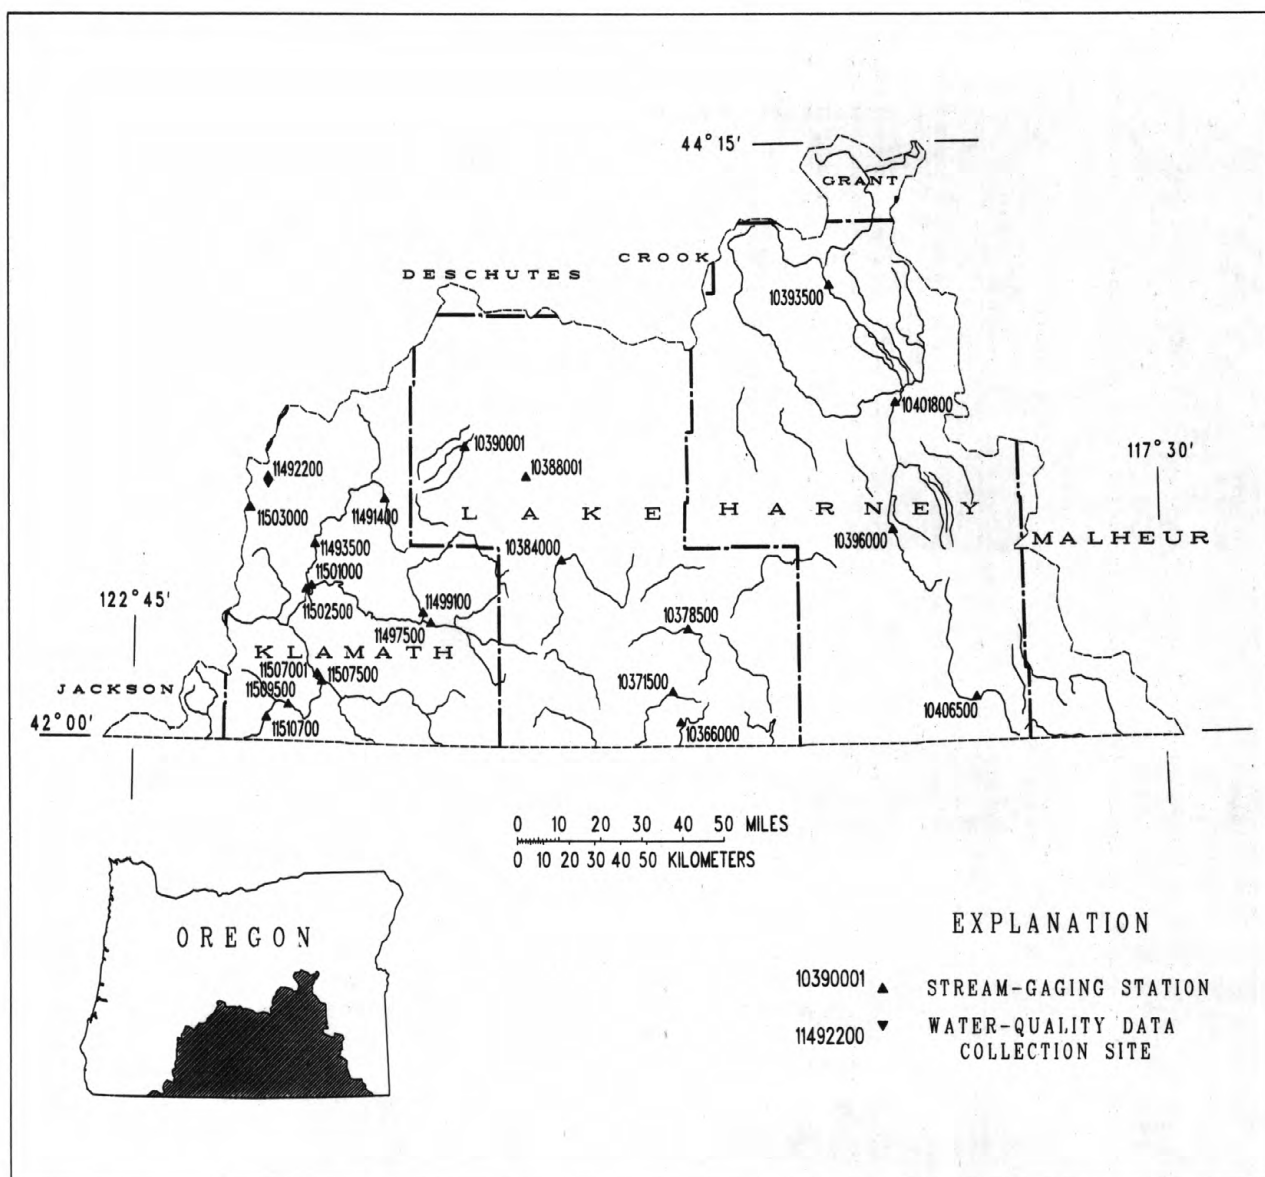 44°15'
GRANT
CROOK
DESCHUTES
10393500
10401800
10390001
117°30'
11492200
10388001
11503000
11491400
LAKE
HARNEY
10396000
MALHEUR
11493500
10384000
11501000
122°45'
11502500
11499100
10378500
11497500
KLAMATH
11507001
11507500
JACKSON
11509500
10371500
10406500
42°00'
11510700
10366000
0 10 20 30 40 50 MILES
0 10 20 30 40 50 KILOMETERS
OREGON
EXPLANATION
10390001 STREAM-GAGING STATION
11492200 WATER-QUALITY DATA
COLLECTION SITE